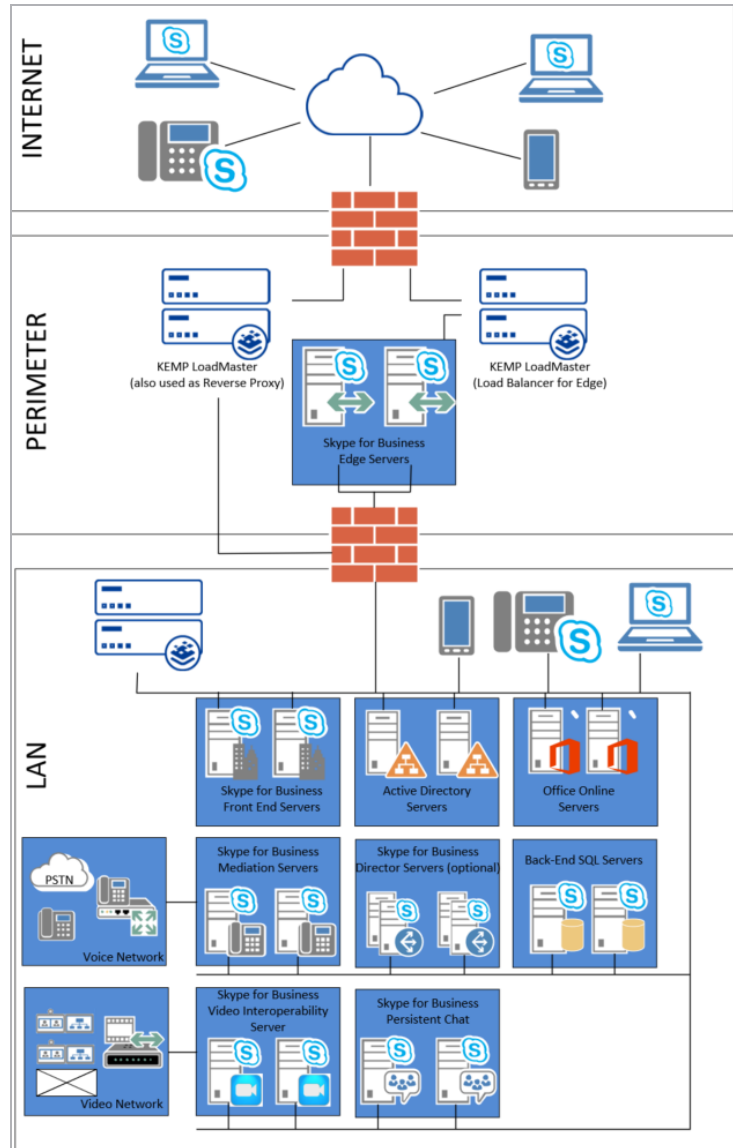 INTERNET
PERIMETER
KEMP LoadMaster
(also used as Reverse Proxy)
KEMP LoadMaster
(Load Balancer for Edge)
Skype for Business
Edge Servers
LAN
Skype for Business
Front End Servers
Active Directory
Servers
Office Online
Servers
PSTN
Voice Network
Skype for Business
Mediation Servers
Skype for Business
Director Servers (optional)
Back-End SQL Servers
Video Network
Skype for Business
Video Interoperability
Server
Skype for Business
Persistent Chat